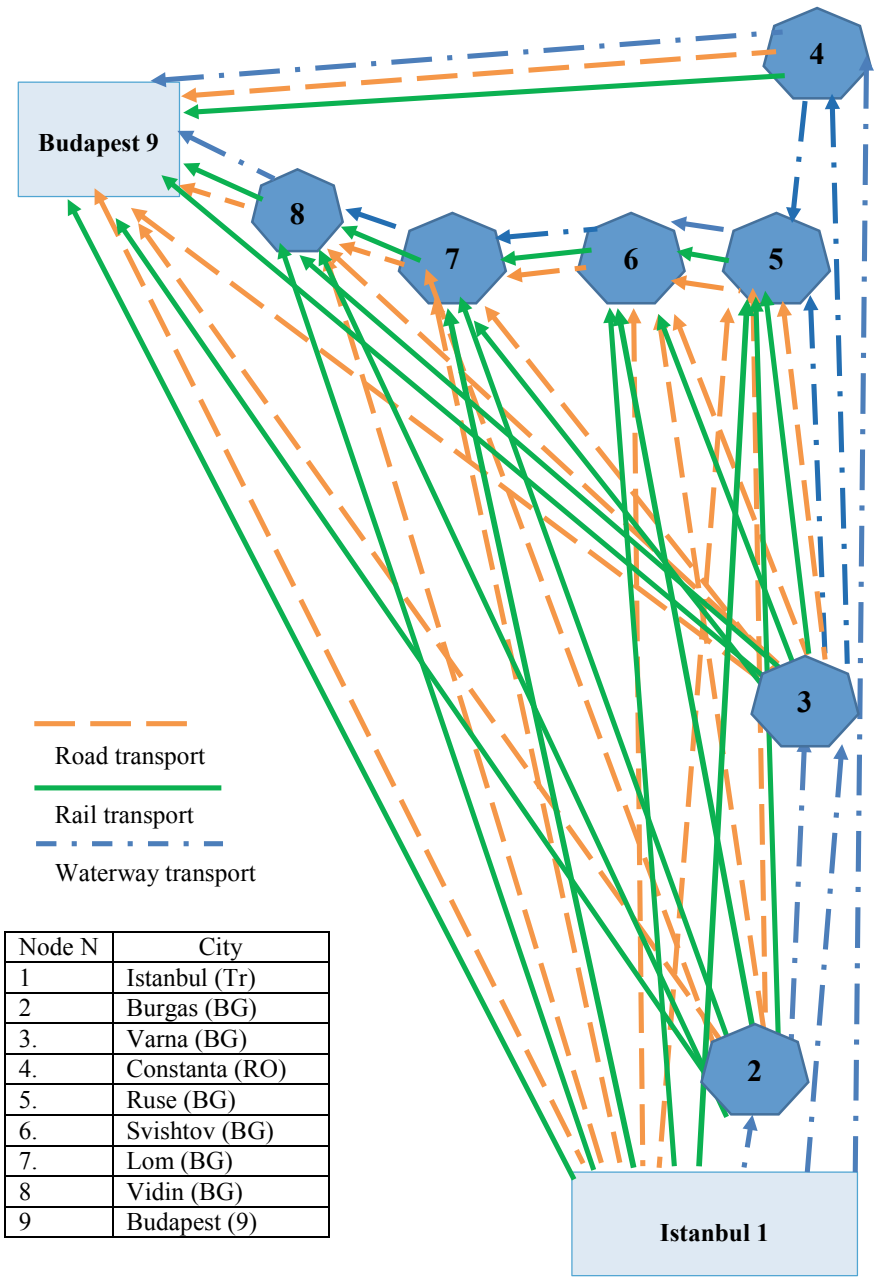 4
Budapest 9
8
7
6
5
3
Road transport
Rail transport
Waterway transport
Node N City
1 Istanbul (Tr)
2 Burgas (BG)
3. Varna (BG)
4. Constanta (RO)
5. Ruse (BG)
6. Svishtov (BG)
7. Lom (BG)
8 Vidin (BG)
9 Budapest (9)
2
Istanbul 1